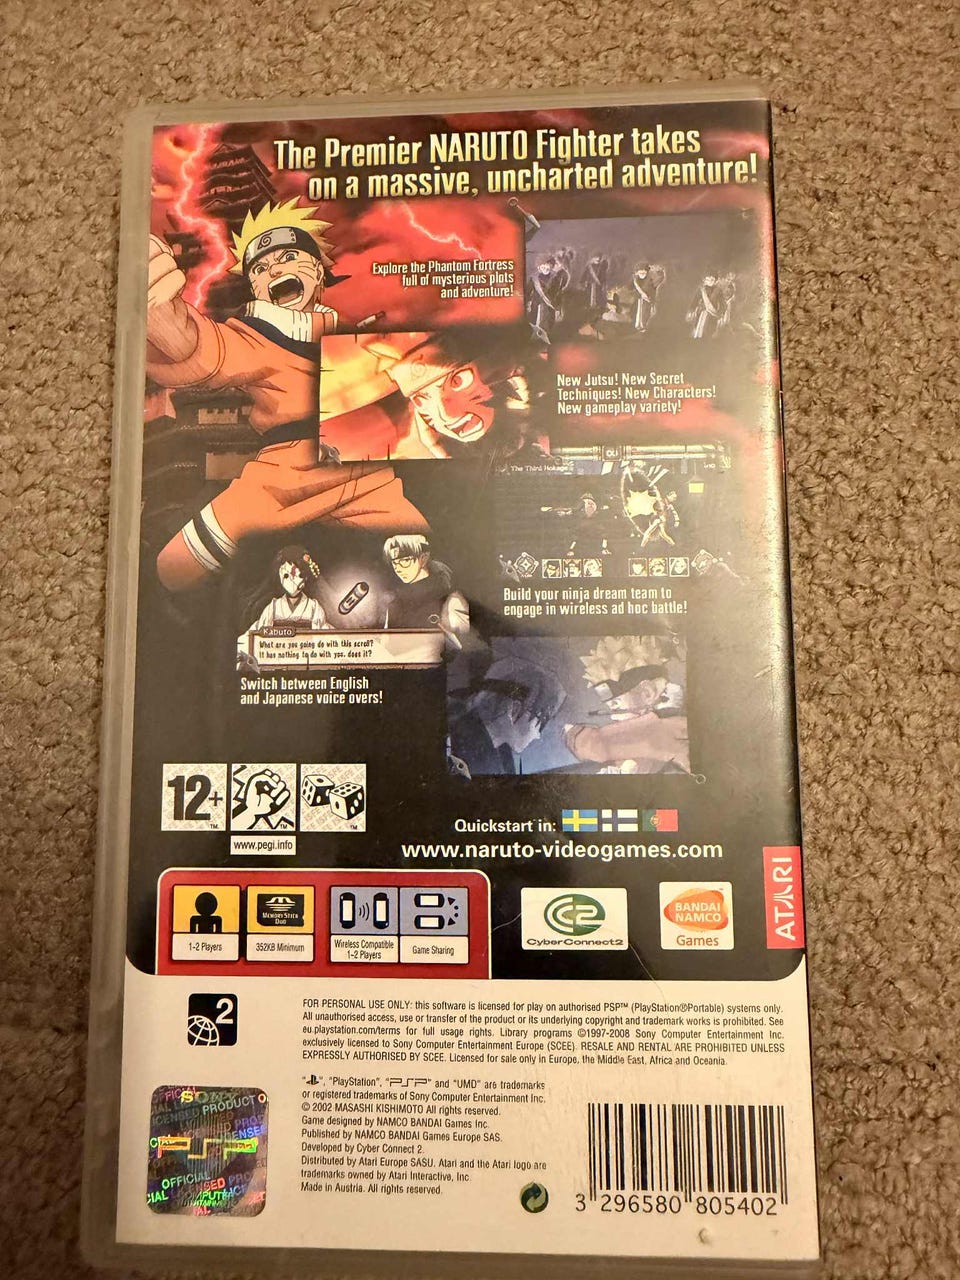 The Premier NARUTO Fighter takes
on a massive, uncharted adventure!
Explore the Phantom Fortress
full of mysterious plots
and adventure!
New Jutsu! New Secret
Techniques! New Characters!
New gameplay variety!
The Third Hokage
Build your ninja dream team to
engage in wireless ad hoc battle!
Kabuto
What are you going do with this scroll?
It has nothing to do with you, does it?
Switch between English
and Japanese voice overs!
12+
www.pegi.info
Quickstart in:
www.naruto-videogames.com
ATARI
1-2 Players
MEMORY STICK
DUO
352KB Minimum
Wireless Compatible
1-2 Players
Game Sharing
CyberConnect2
BANDAI
NAMCO
Games
2
FOR PERSONAL USE ONLY: this software is licensed for play on authorised PSP™ (PlayStation®Portable) systems only.
All unauthorised access, use or transfer of the product or its underlying copyright and trademark works is prohibited. See
eu.playstation.com/terms for full usage rights. Library programs ©1997-2008 Sony Computer Entertainment Inc.
exclusively licensed to Sony Computer Entertainment Europe (SCEE). RESALE AND RENTAL ARE PROHIBITED UNLESS
EXPRESSLY AUTHORISED BY SCEE. Licensed for sale only in Europe, the Middle East, Africa and Oceania.
"", "PlayStation", "PSP" and "UMD" are trademarks
or registered trademarks of Sony Computer Entertainment Inc.
© 2002 MASASHI KISHIMOTO All rights reserved.
Game designed by NAMCO BANDAI Games Inc.
Published by NAMCO BANDAI Games Europe SAS.
Developed by Cyber Connect 2.
Distributed by Atari Europe SASU. Atari and the Atari logo are
trademarks owned by Atari Interactive, Inc.
Made in Austria. All rights reserved.
SONY
PRODUCT
OFFICIAL
3 296580 805402